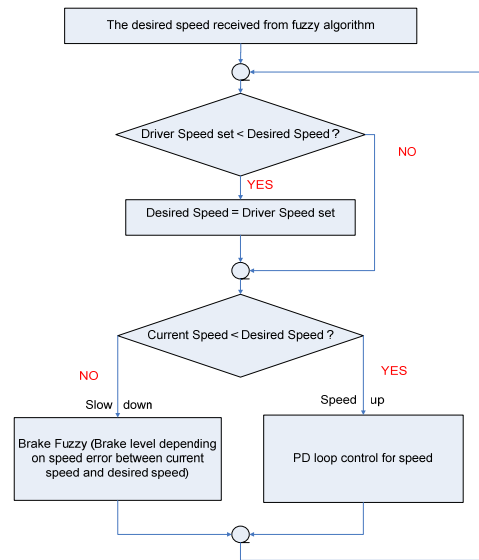 The desired speed received from fuzzy algorithm
Driver Speed set < Desired Speed ?
NO
YES
Desired Speed = Driver Speed set
Current Speed < Desired Speed ?
NO
YES
Slow down
Speed up
Brake Fuzzy (Brake level depending
on speed error between current
speed and desired speed)
PD loop control for speed